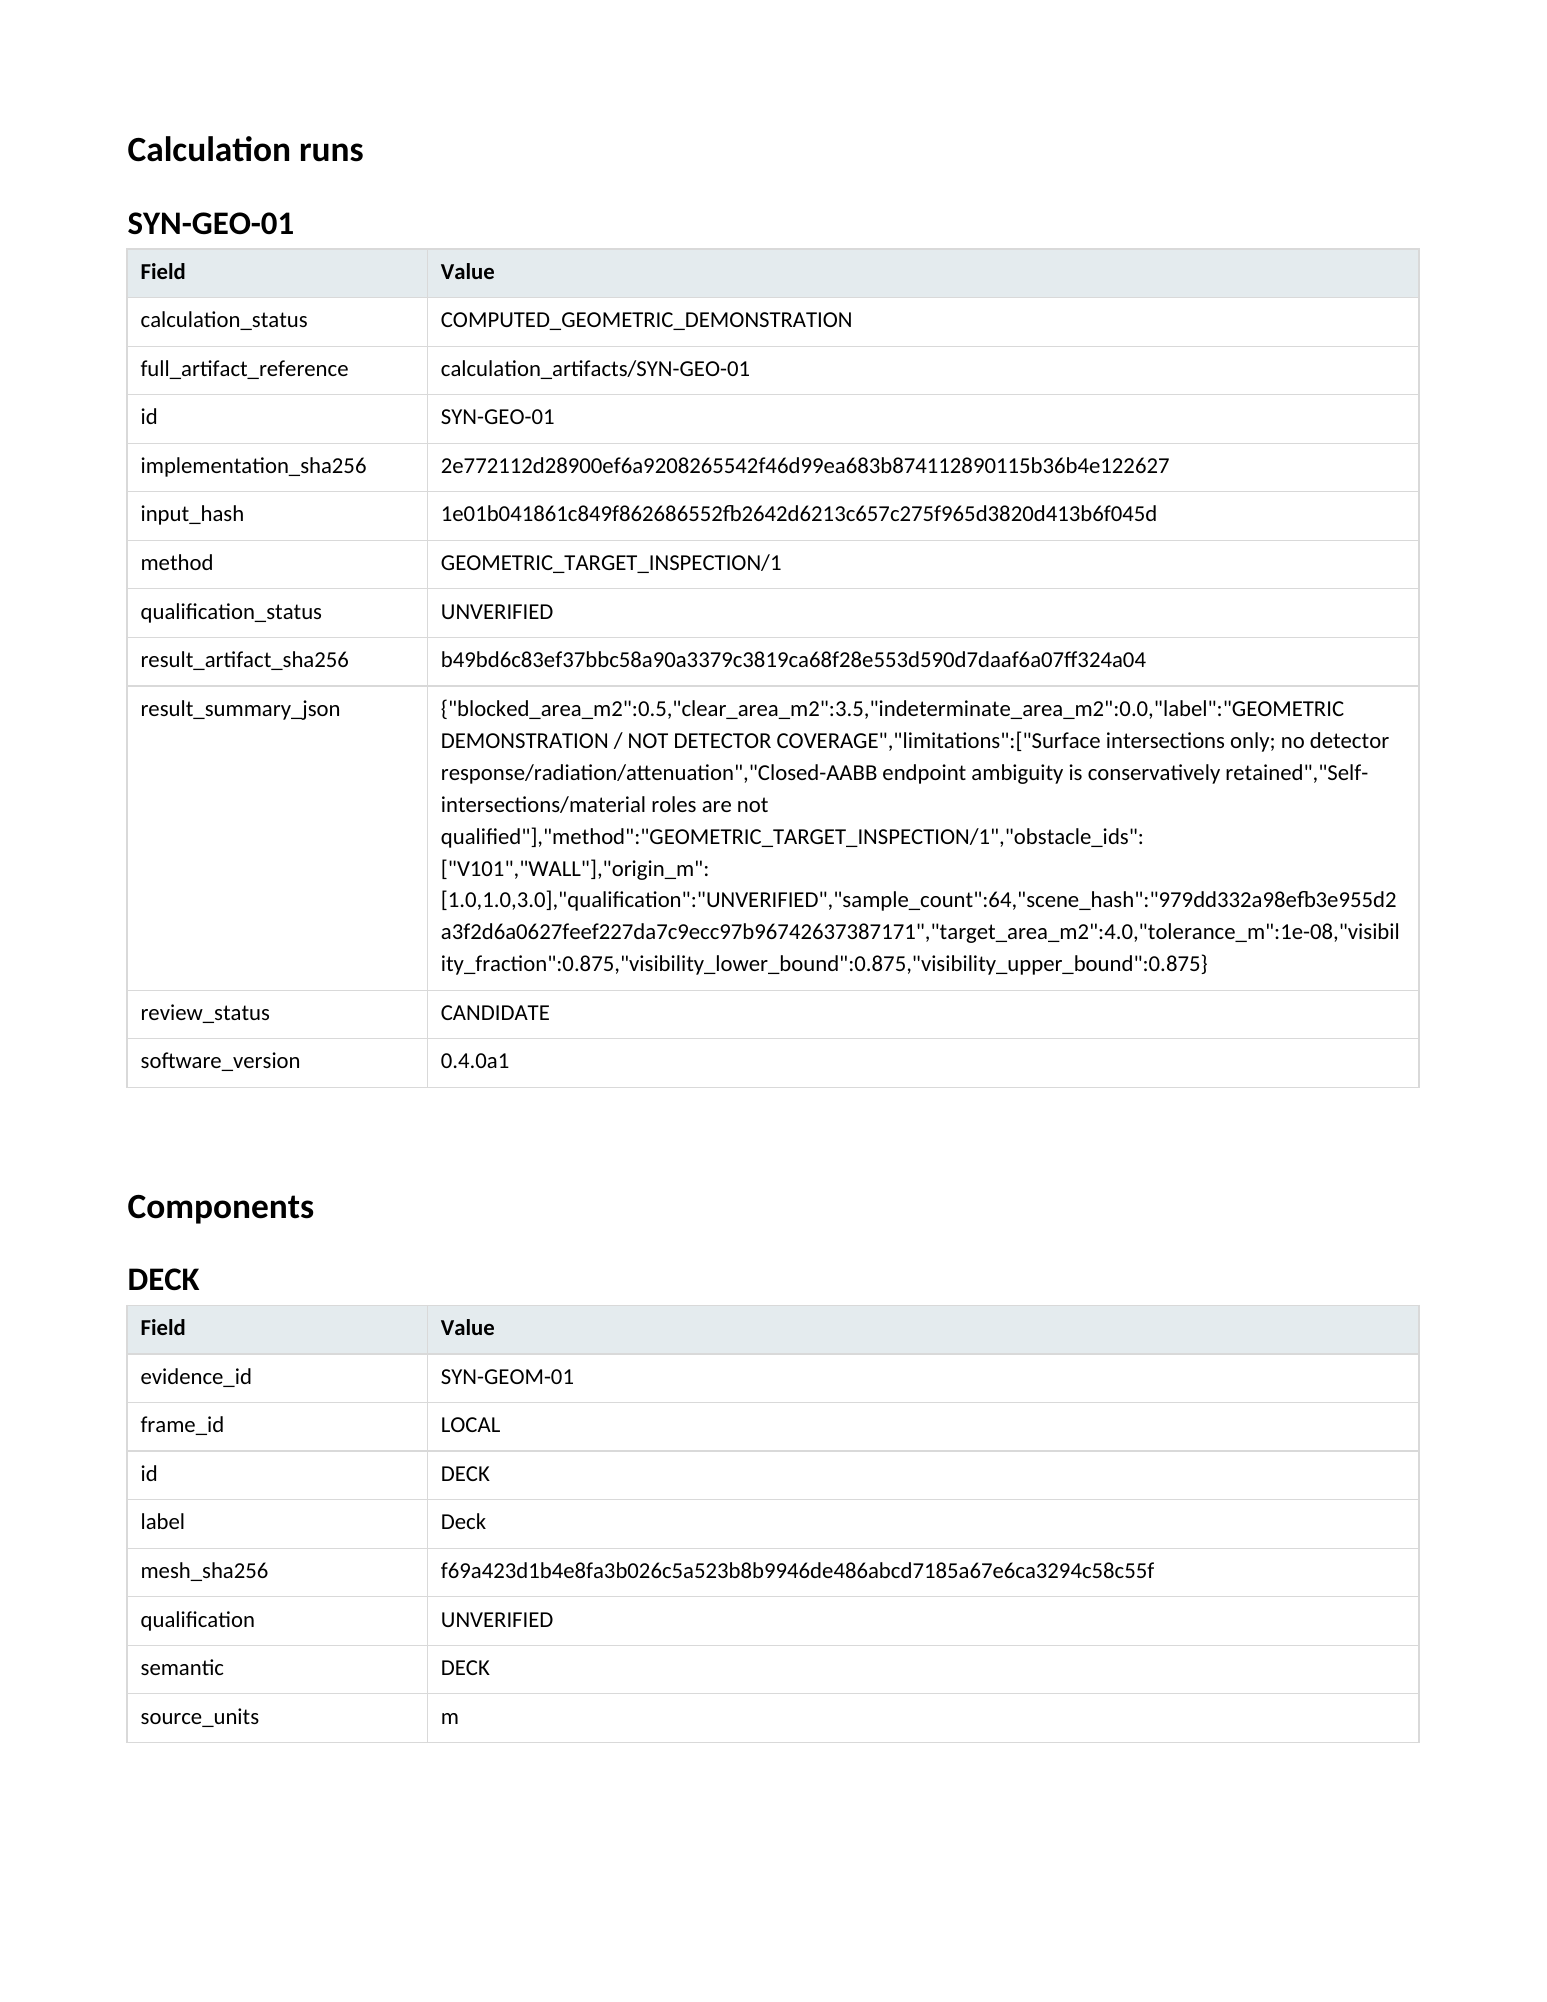 Calculation runs
SYN-GEO-01
Field Value
calculation_status COMPUTED_GEOMETRIC_DEMONSTRATION
full_artifact_reference calculation_artifacts/SYN-GEO-01
id SYN-GEO-01
implementation_sha256 2e772112d28900ef6a9208265542f46d99ea683b874112890115b36b4e122627
input_hash 1e01b041861c849f862686552fb2642d6213c657c275f965d3820d413b6f045d
method GEOMETRIC_TARGET_INSPECTION/1
qualification_status UNVERIFIED
result_artifact_sha256 b49bd6c83ef37bbc58a90a3379c3819ca68f28e553d590d7daaf6a07ff324a04
result_summary_json {"blocked_area_m2":0.5,"clear_area_m2":3.5,"indeterminate_area_m2":0.0,"label":"GEOMETRIC
DEMONSTRATION / NOT DETECTOR COVERAGE","limitations":["Surface intersections only; no detector
response/radiation/attenuation","Closed-AABB endpoint ambiguity is conservatively retained","Self-
intersections/material roles are not
qualified"],"method":"GEOMETRIC_TARGET_INSPECTION/1","obstacle_ids":
["V101","WALL"],"origin_m":
[1.0,1.0,3.0],"qualification":"UNVERIFIED","sample_count":64,"scene_hash":"979dd332a98efb3e955d2
a3f2d6a0627feef227da7c9ecc97b96742637387171","target_area_m2":4.0,"tolerance_m":1e-08,"visibil
ity_fraction":0.875,"visibility_lower_bound":0.875,"visibility_upper_bound":0.875}
review_status CANDIDATE
software_version 0.4.0a1
Components
DECK
Field Value
evidence_id SYN-GEOM-01
frame_id LOCAL
id DECK
label Deck
mesh_sha256 f69a423d1b4e8fa3b026c5a523b8b9946de486abcd7185a67e6ca3294c58c55f
qualification UNVERIFIED
semantic DECK
source_units m